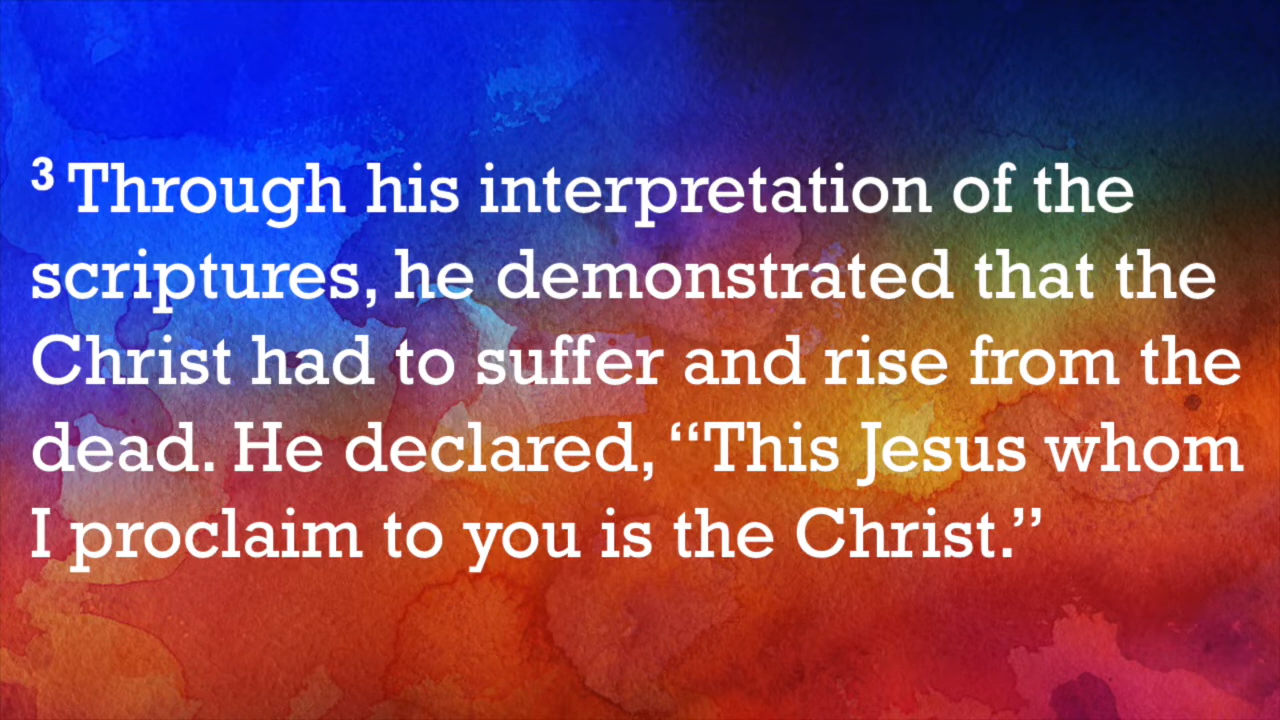 ³ Through his interpretation of the
scriptures, he demonstrated that the
Christ had to suffer and rise from the
dead. He declared, “This Jesus whom
I proclaim to you is the Christ.”